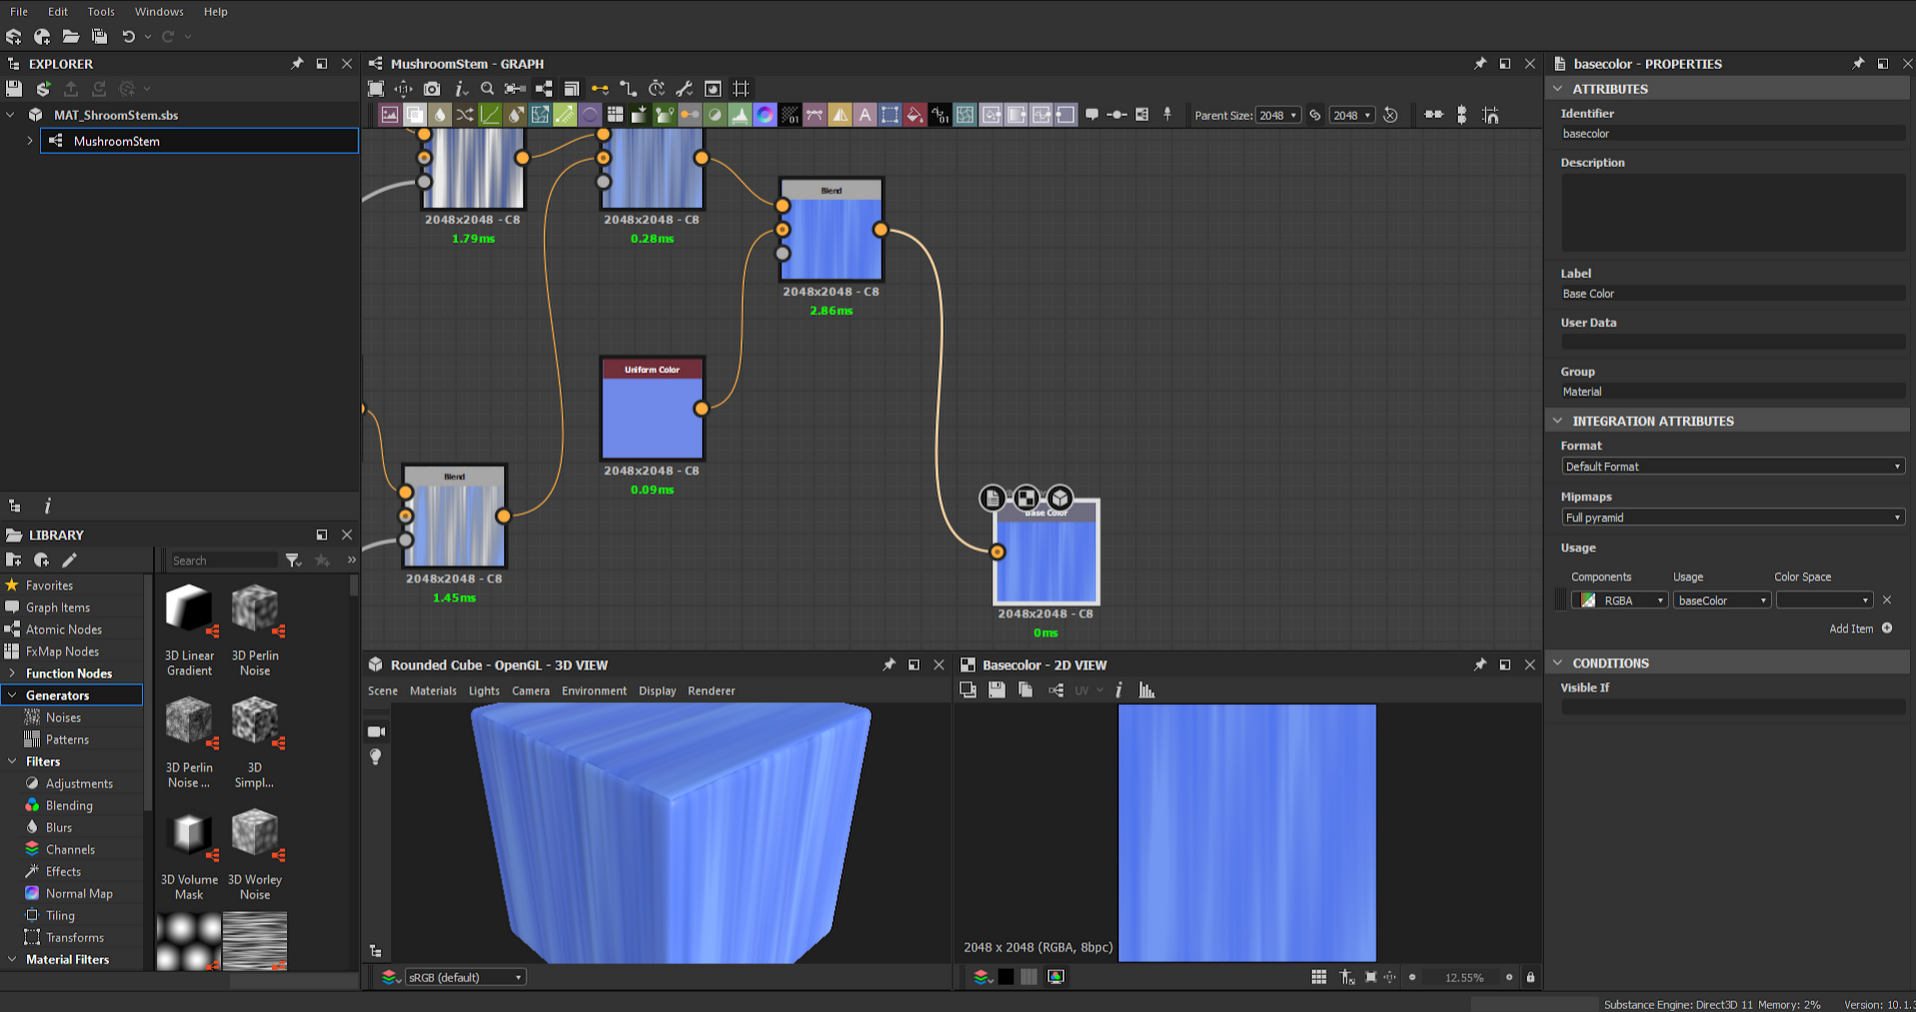 File Edit Tools Windows Help
EXPLORER
MAT_ShroomStem.sbs
MushroomStem
LIBRARY
Search
Favorites
Graph Items
Atomic Nodes
FxMap Nodes
Function Nodes
Generators
Noises
Patterns
Filters
Adjustments
Blending
Blurs
Channels
Effects
Normal Map
Tiling
Transforms
Material Filters
3D Linear Gradient
3D Perlin Noise
3D Perlin Noise ...
3D Simpl...
3D Volume Mask
3D Worley Noise
MushroomStem - GRAPH
Parent Size: 2048 2048
2048x2048 - C8
1.79ms
2048x2048 - C8
0.28ms
Blend
2048x2048 - C8
2.86ms
Uniform Color
2048x2048 - C8
0.09ms
Blend
2048x2048 - C8
1.45ms
Base Color
2048x2048 - C8
0ms
Rounded Cube - OpenGL - 3D VIEW
Scene Materials Lights Camera Environment Display Renderer
sRGB (default)
Basecolor - 2D VIEW
UV
2048 x 2048 (RGBA, 8bpc)
12.55%
basecolor - PROPERTIES
ATTRIBUTES
Identifier
basecolor
Description
Label
Base Color
User Data
Group
Material
INTEGRATION ATTRIBUTES
Format
Default Format
Mipmaps
Full pyramid
Usage
Components Usage Color Space
RGBA baseColor
Add Item
CONDITIONS
Visible If
Substance Engine: Direct3D 11 Memory: 2% Version: 10.1.3